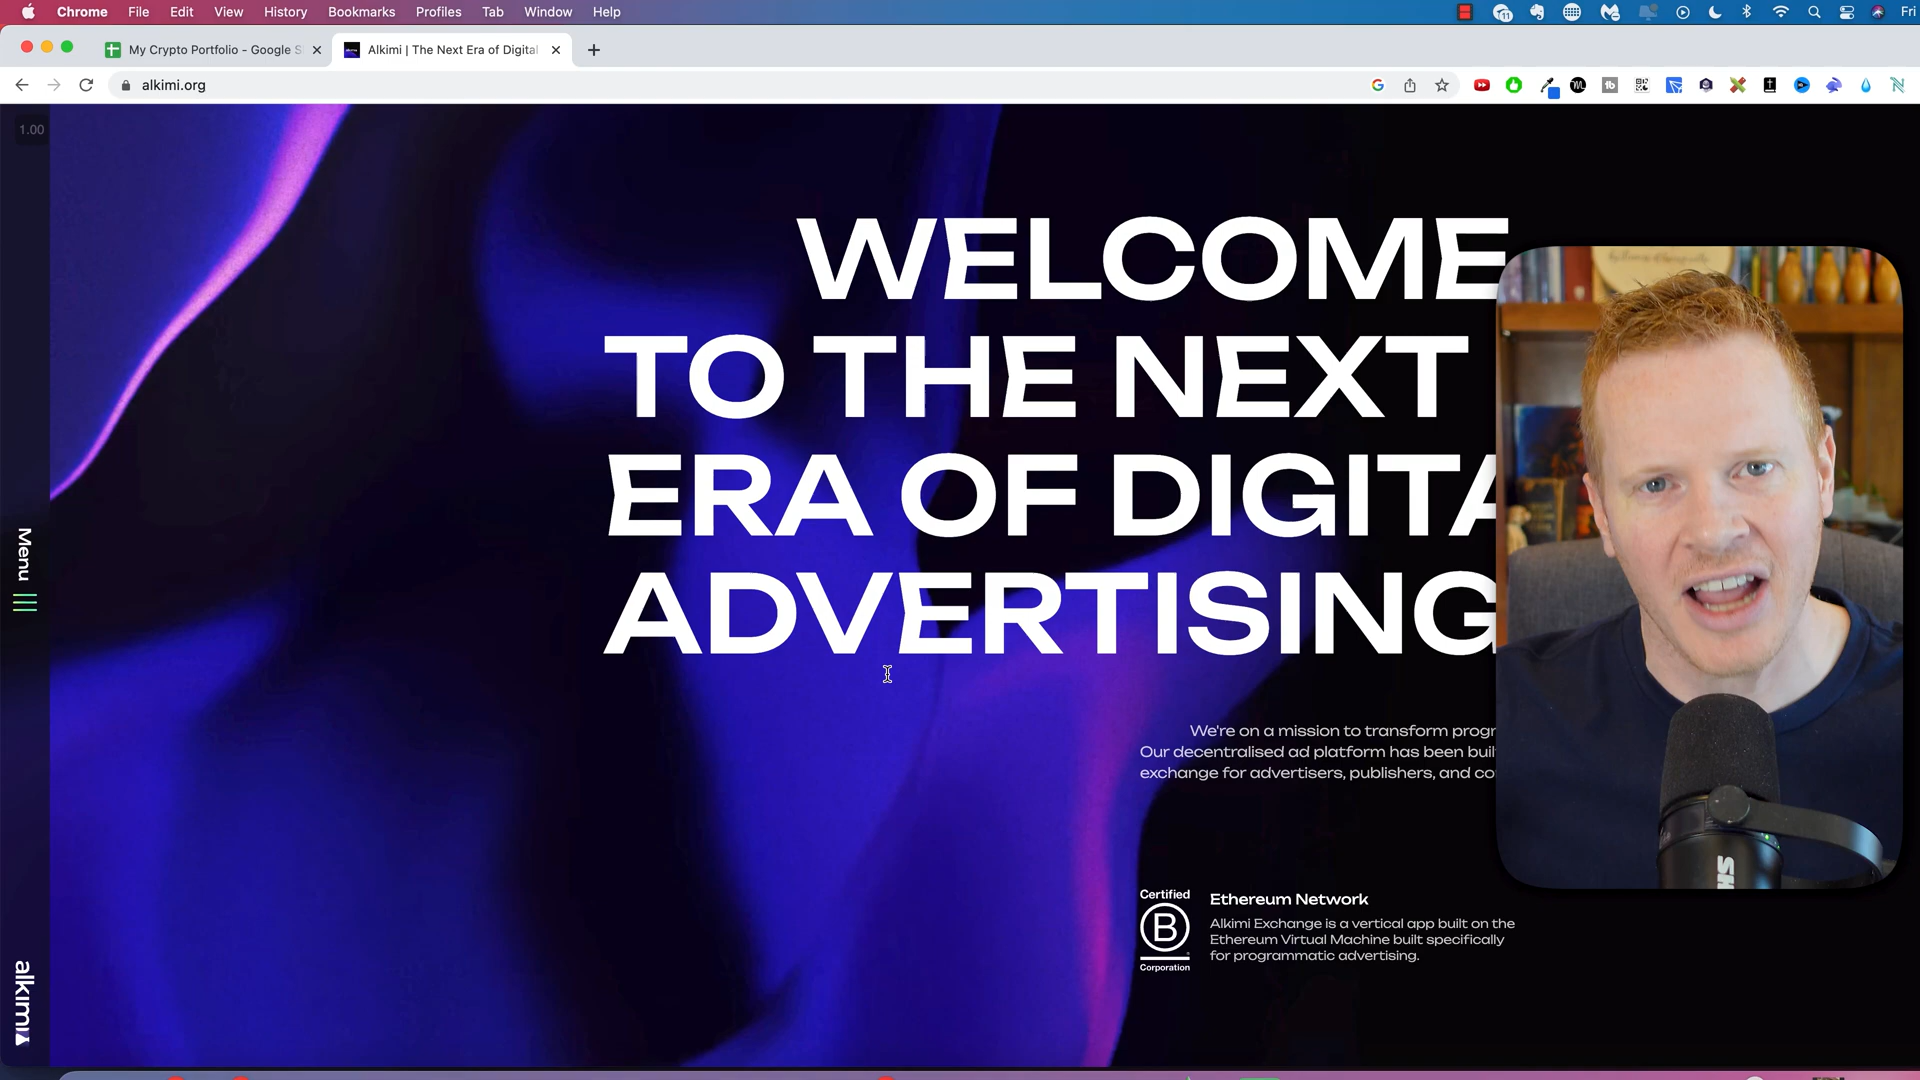 Chrome File Edit View History Bookmarks Profiles Tab Window Help
11
Fri
My Crypto Portfolio - Google S
Alkimi | The Next Era of Digital
alkimi.org
1.00
WELCOME
TO THE NEXT
ERA OF DIGITA
ADVERTISING
Menu
We're on a mission to transform progr
Our decentralised ad platform has been buil
exchange for advertisers, publishers, and co
Certified
B
Corporation
Ethereum Network
Alkimi Exchange is a vertical app built on the
Ethereum Virtual Machine built specifically
for programmatic advertising.
alkimi
SH